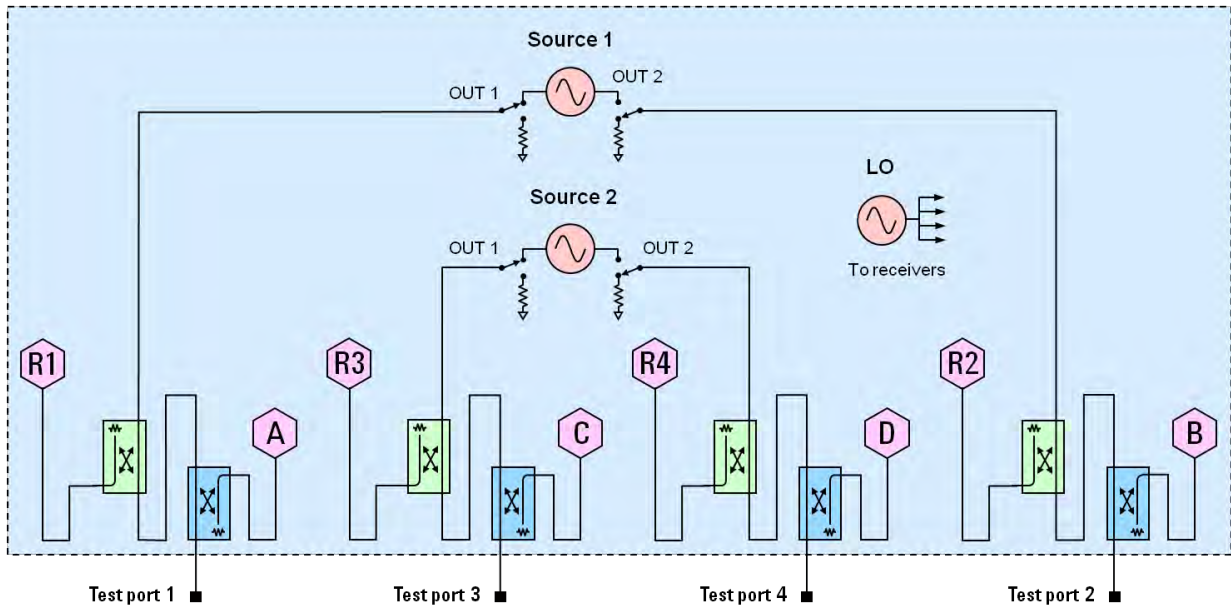 Source 1
OUT 1
OUT 2
LO
Source 2
OUT 1
OUT 2
To receivers
R1
R3
R4
R2
A
C
D
B
Test port 1
Test port 3
Test port 4
Test port 2